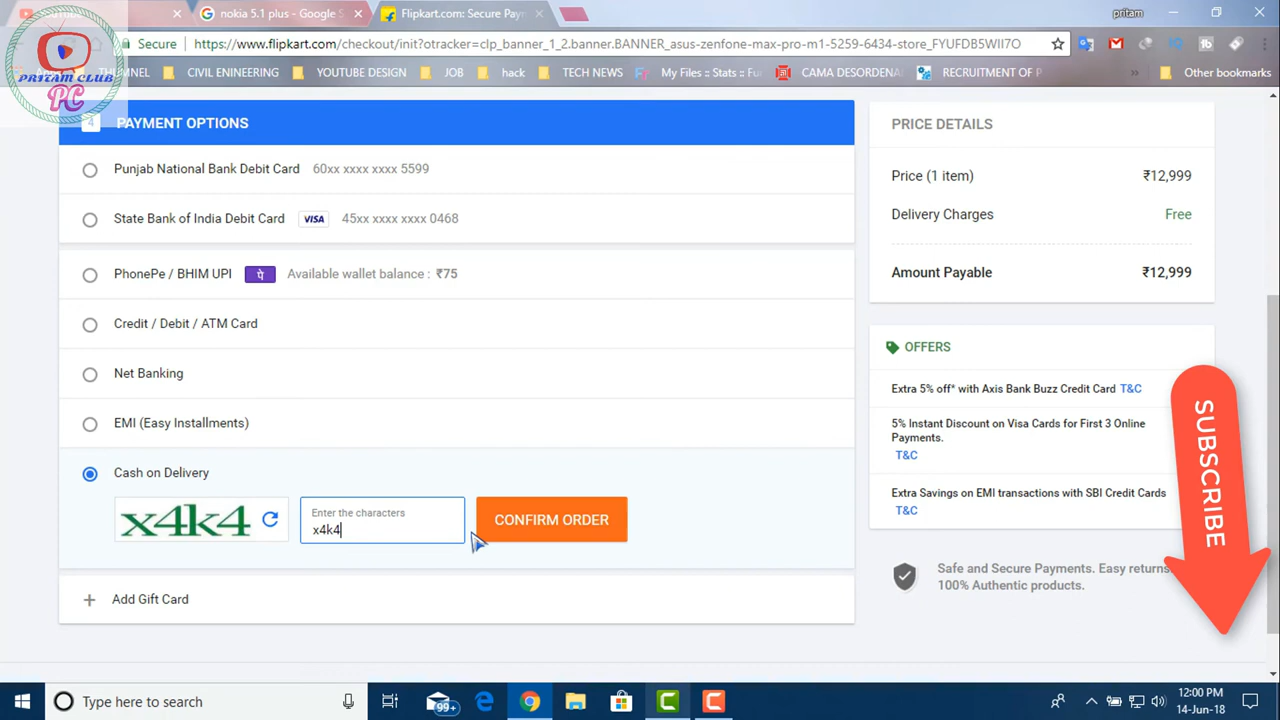 nokia 5.1 plus - Google S
Flipkart.com: Secure Payn
pritam
Secure
https://www.flipkart.com/checkout/init?otracker=clp_banner_1_2.banner.BANNER_asus-zenfone-max-pro-m1-5259-6434-store_FYUFDB5WII7O
CIVIL ENINEERING
YOUTUBE DESIGN
JOB
hack
TECH NEWS
My Files :: Stats :: Fu
CAMA DESORDENA
RECRUITMENT OF P
Other bookmarks
PRITAM CLUB
PC
4
PAYMENT OPTIONS
Punjab National Bank Debit Card 60xx xxxx xxxx 5599
State Bank of India Debit Card VISA 45xx xxxx xxxx 0468
PhonePe / BHIM UPI Available wallet balance : ₹75
Credit / Debit / ATM Card
Net Banking
EMI (Easy Installments)
Cash on Delivery
x4k4
Enter the characters
x4k4
CONFIRM ORDER
+ Add Gift Card
PRICE DETAILS
Price (1 item) ₹12,999
Delivery Charges Free
Amount Payable ₹12,999
OFFERS
Extra 5% off* with Axis Bank Buzz Credit Card T&C
5% Instant Discount on Visa Cards for First 3 Online
Payments.
T&C
Extra Savings on EMI transactions with SBI Credit Cards
T&C
Safe and Secure Payments. Easy returns.
100% Authentic products.
SUBSCRIBE
Type here to search
99+
12:00 PM
14-Jun-18